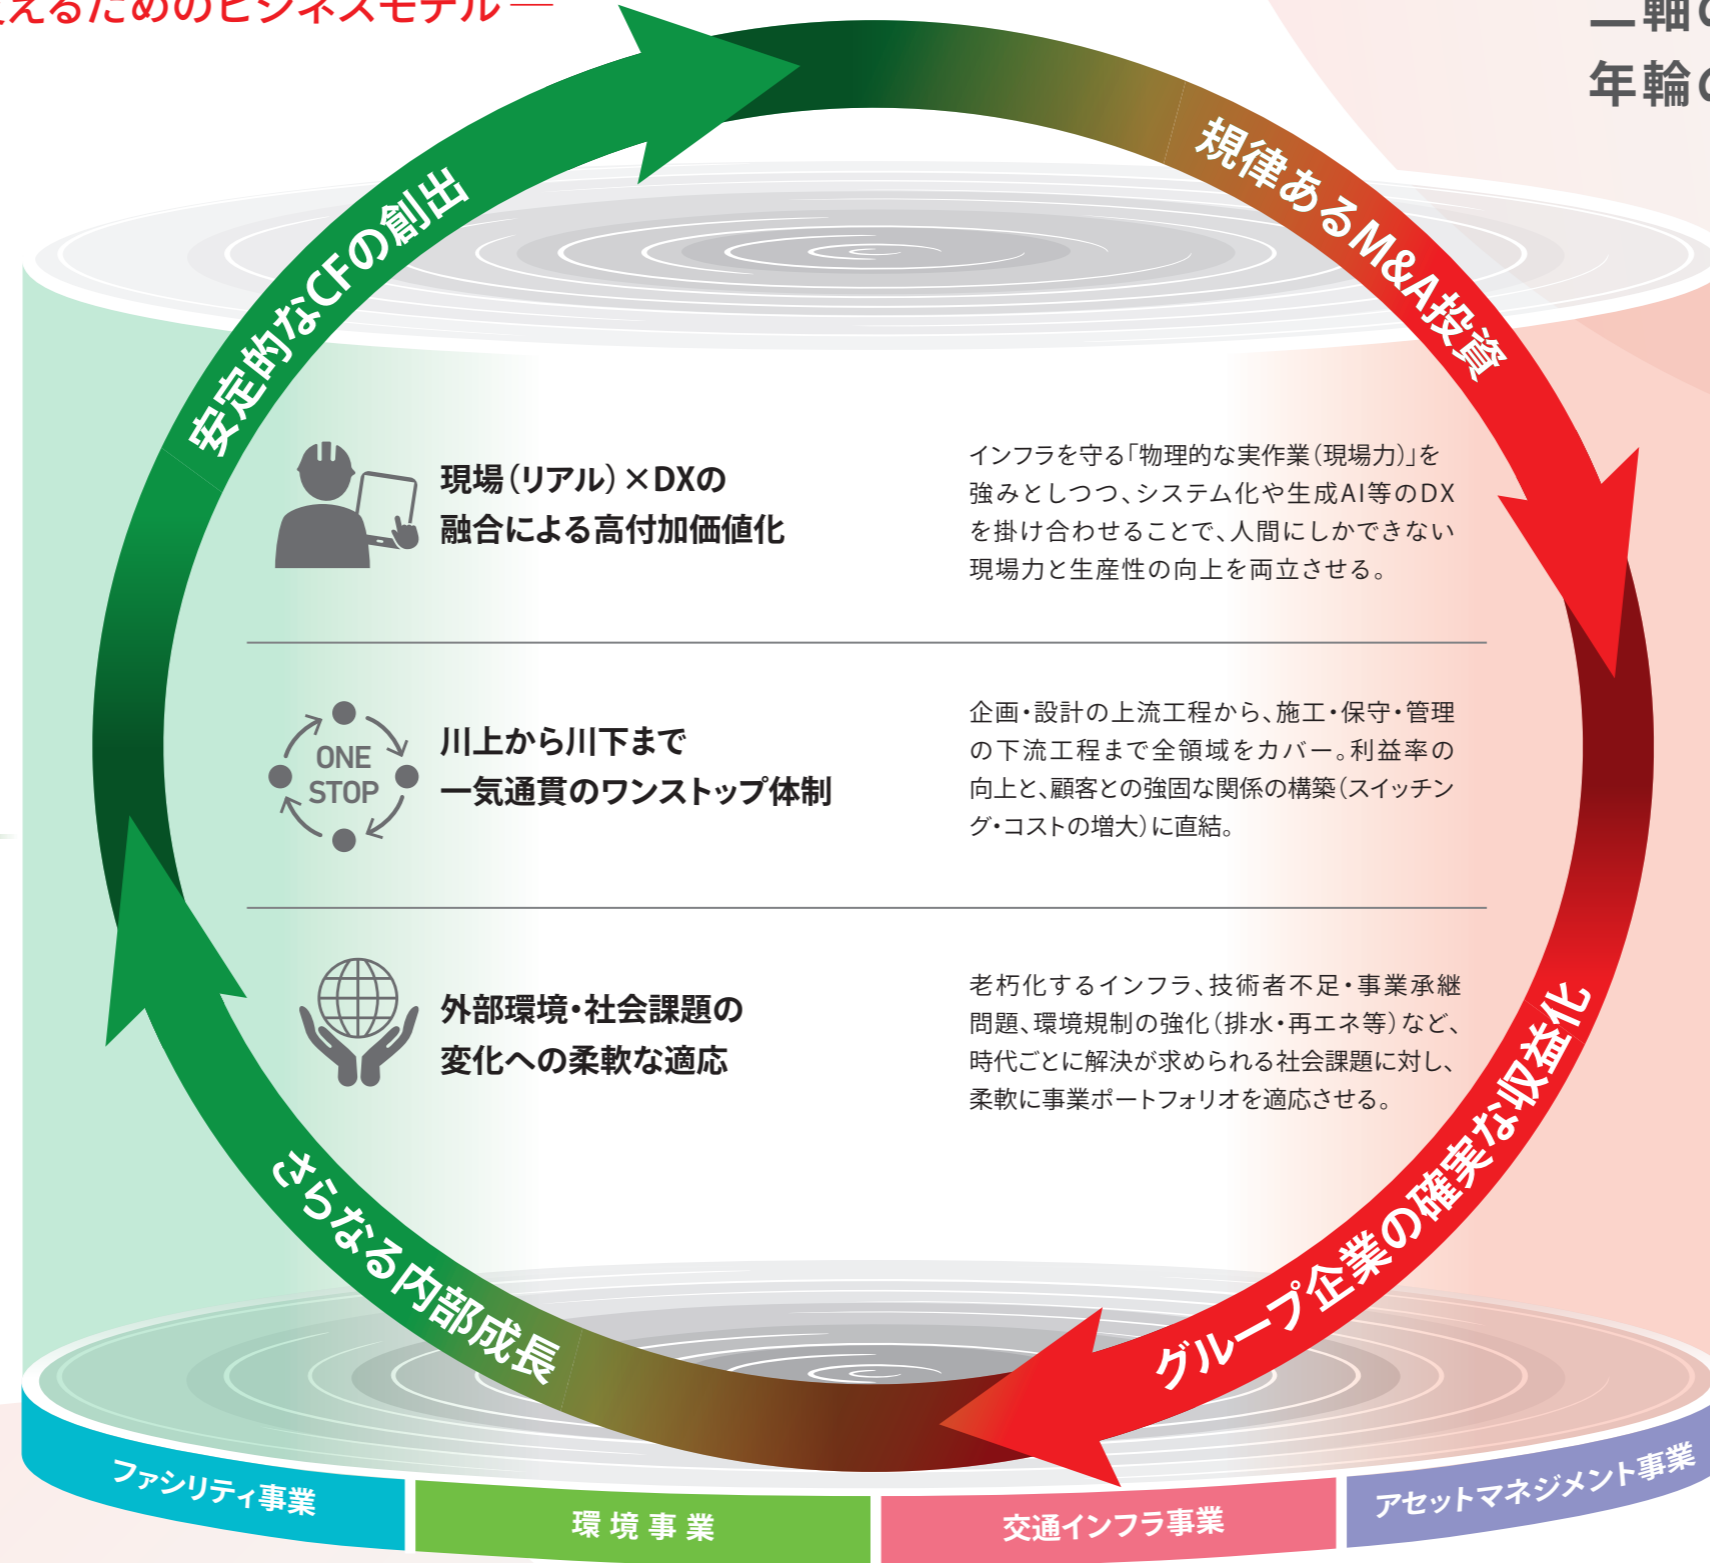 えるためのビジネスモデル ―
二軸の
年輪の
安定的なCFの創出
規律あるM&A投資
現場（リアル）×DXの
融合による高付加価値化
インフラを守る「物理的な実作業（現場力）」を
強みとしつつ、システム化や生成AI等のDX
を掛け合わせることで、人間にしかできない
現場力と生産性の向上を両立させる。
ONE
STOP
川上から川下まで
一気通貫のワンストップ体制
企画・設計の上流工程から、施工・保守・管理
の下流工程まで全領域をカバー。利益率の
向上と、顧客との強固な関係の構築（スイッチン
グ・コストの増大）に直結。
外部環境・社会課題の
変化への柔軟な適応
老朽化するインフラ、技術者不足・事業承継
問題、環境規制の強化（排水・再エネ等）など、
時代ごとに解決が求められる社会課題に対し、
柔軟に事業ポートフォリオを適応させる。
さらなる内部成長
グループ企業の確実な収益化
ファシリティ事業
環境事業
交通インフラ事業
アセットマネジメント事業